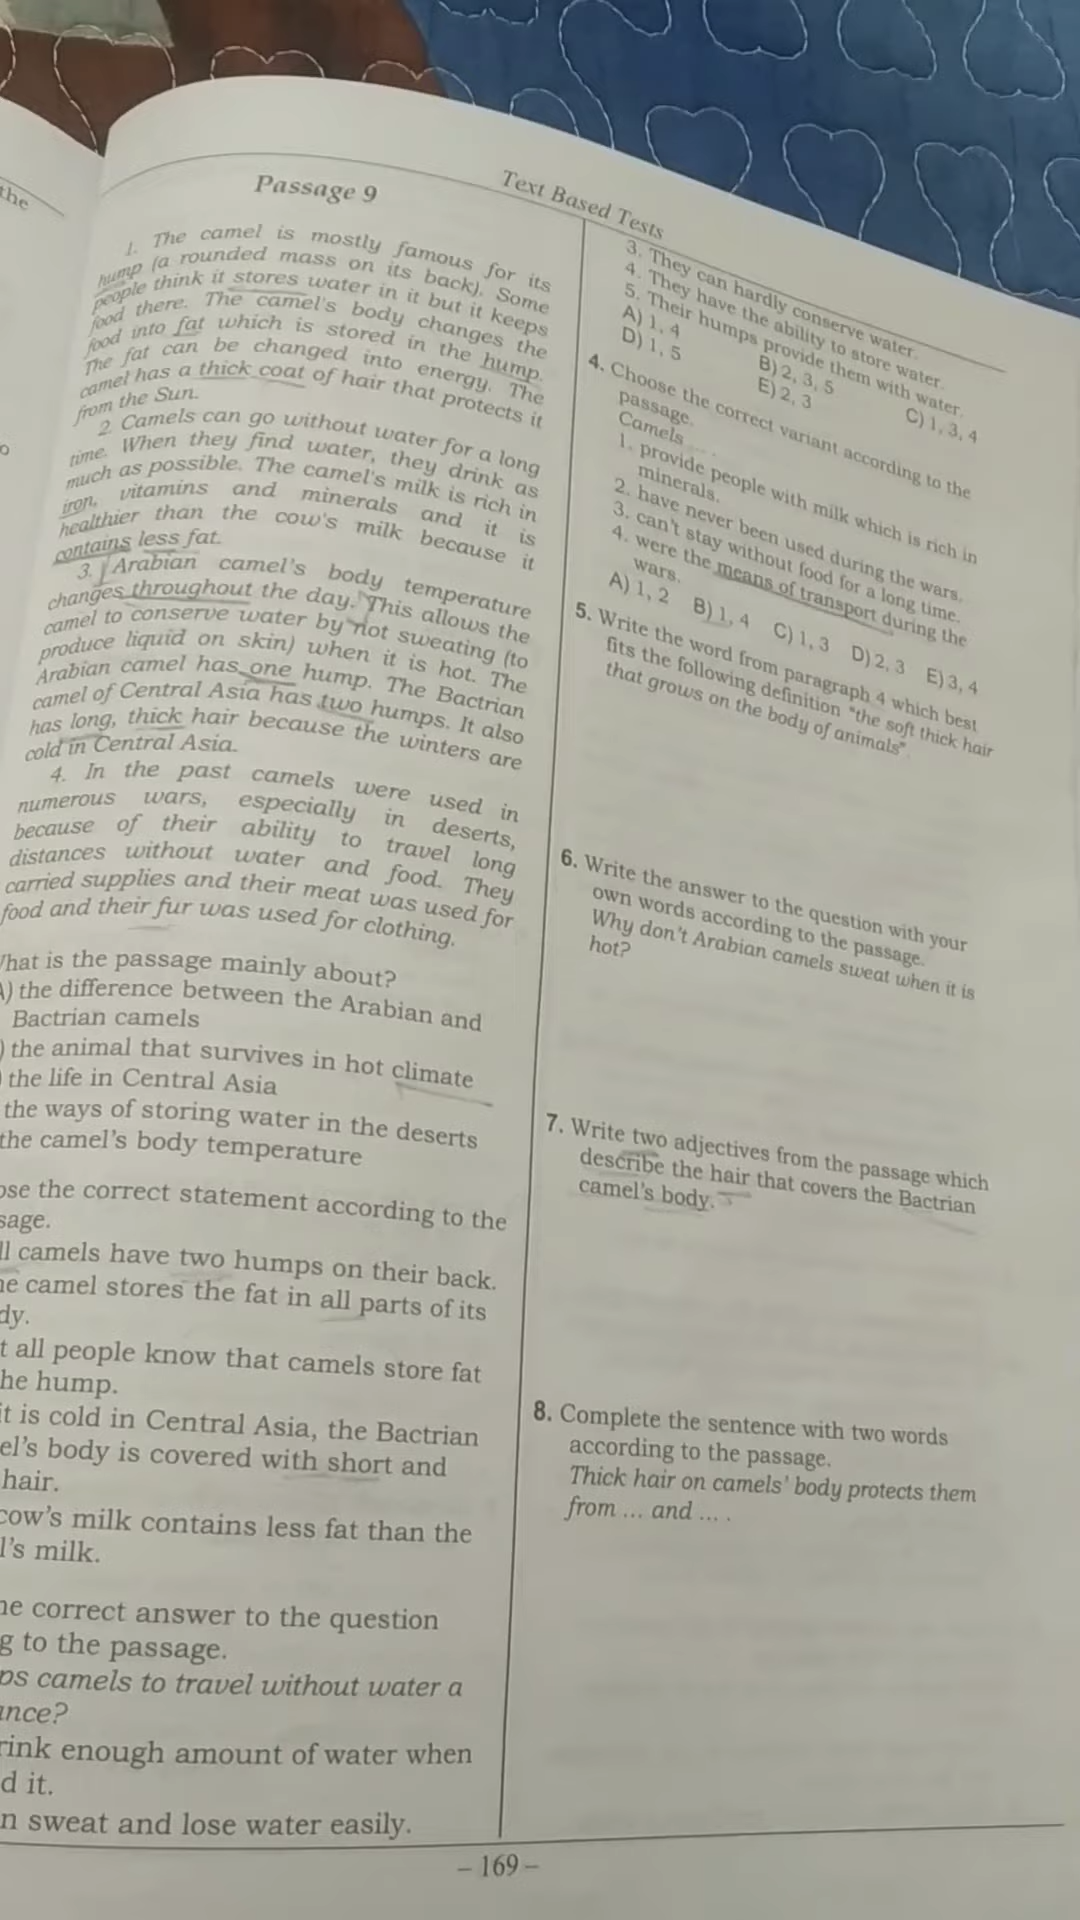 the
Text Based Tests
Passage 9
1. The camel is mostly famous for its
hump (a rounded mass on its back). Some
people think it stores water in it but it keeps
food there. The camel's body changes the
food into fat which is stored in the hump.
The fat can be changed into energy. The
camel has a thick coat of hair that protects it
from the Sun.
2. Camels can go without water for a long
time. When they find water, they drink as
much as possible. The camel's milk is rich in
iron, vitamins and minerals and it is
healthier than the cow's milk because it
contains less fat.
3. Arabian camel's body temperature
changes throughout the day. This allows the
camel to conserve water by not sweating (to
produce liquid on skin) when it is hot. The
Arabian camel has one hump. The Bactrian
camel of Central Asia has two humps. It also
has long, thick hair because the winters are
cold in Central Asia.
4. In the past camels were used in
numerous wars, especially in deserts,
because of their ability to travel long
distances without water and food. They
carried supplies and their meat was used for
food and their fur was used for clothing.
hat is the passage mainly about?
A) the difference between the Arabian and
Bactrian camels
) the animal that survives in hot climate
) the life in Central Asia
the ways of storing water in the deserts
the camel's body temperature
ose the correct statement according to the
sage.
ll camels have two humps on their back.
he camel stores the fat in all parts of its
dy.
t all people know that camels store fat
he hump.
it is cold in Central Asia, the Bactrian
el's body is covered with short and
hair.
cow's milk contains less fat than the
l's milk.
he correct answer to the question
g to the passage.
ps camels to travel without water a
ance?
rink enough amount of water when
d it.
n sweat and lose water easily.
3. They can hardly conserve water.
4. They have the ability to store water.
5. Their humps provide them with water.
A) 1, 4 B) 2, 3, 5 C) 1, 3, 4
D) 1, 5 E) 2, 3
4. Choose the correct variant according to the
passage.
Camels ...
1. provide people with milk which is rich in
minerals.
2. have never been used during the wars.
3. can't stay without food for a long time.
4. were the means of transport during the
wars.
A) 1, 2 B) 1, 4 C) 1, 3 D) 2, 3 E) 3, 4
5. Write the word from paragraph 4 which best
fits the following definition "the soft thick hair
that grows on the body of animals".
6. Write the answer to the question with your
own words according to the passage.
Why don't Arabian camels sweat when it is
hot?
7. Write two adjectives from the passage which
describe the hair that covers the Bactrian
camel's body.
8. Complete the sentence with two words
according to the passage.
Thick hair on camels' body protects them
from ... and ... .
– 169 –